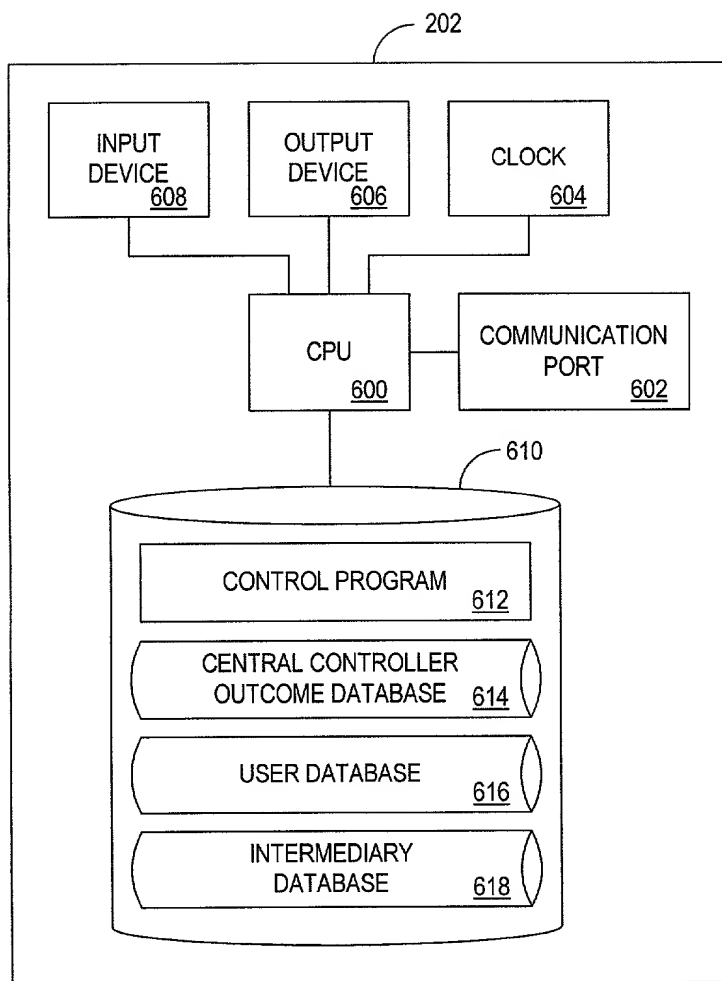 202
INPUT
DEVICE
608
OUTPUT
DEVICE
606
CLOCK
604
CPU
600
COMMUNICATION
PORT
602
610
CONTROL PROGRAM
612
CENTRAL CONTROLLER
OUTCOME DATABASE
614
USER DATABASE
616
INTERMEDIARY
DATABASE
618